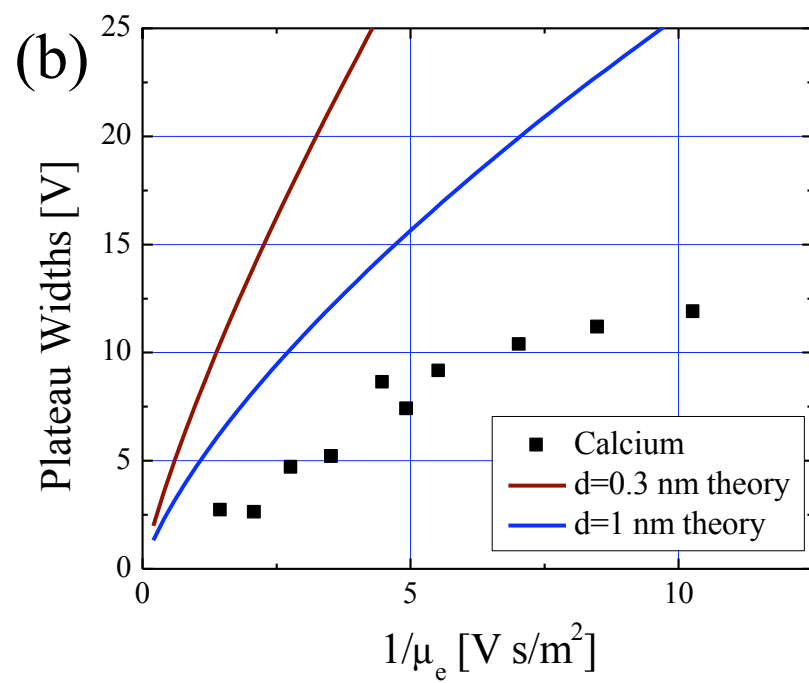 (b)
Plateau Widths [V]
25
20
15
10
5
0
0 5 10
1/μₑ [V s/m²]
Calcium
d=0.3 nm theory
d=1 nm theory